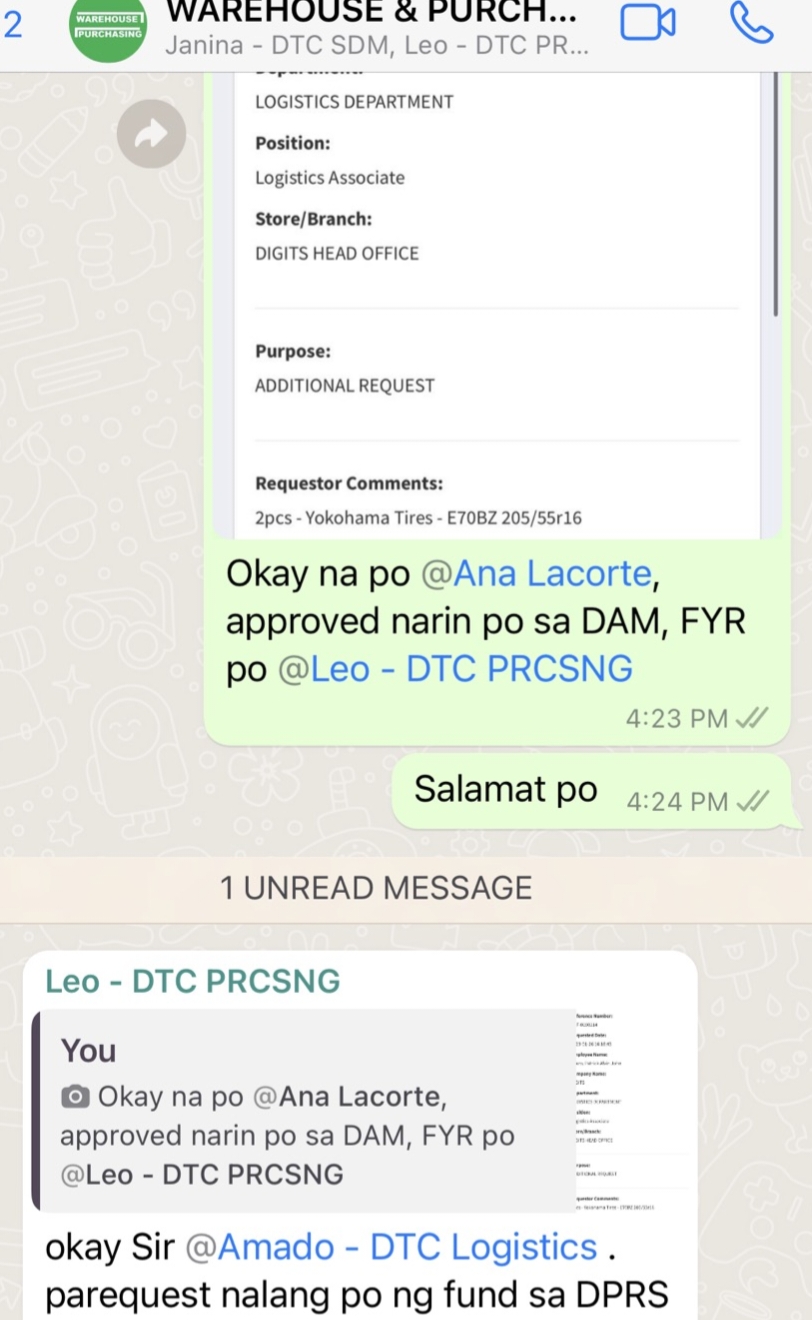 2
WAREHOUSE
PURCHASING
WAREHOUSE & PURCH...
Janina - DTC SDM, Leo - DTC PR...
Department:
LOGISTICS DEPARTMENT
Position:
Logistics Associate
Store/Branch:
DIGITS HEAD OFFICE
Purpose:
ADDITIONAL REQUEST
Requestor Comments:
2pcs - Yokohama Tires - E70BZ 205/55r16
Okay na po @Ana Lacorte,
approved narin po sa DAM, FYR
po @Leo - DTC PRCSNG
4:23 PM
Salamat po 4:24 PM
1 UNREAD MESSAGE
Leo - DTC PRCSNG
You
Okay na po @Ana Lacorte,
approved narin po sa DAM, FYR po
@Leo - DTC PRCSNG
okay Sir @Amado - DTC Logistics .
parequest nalang po ng fund sa DPRS